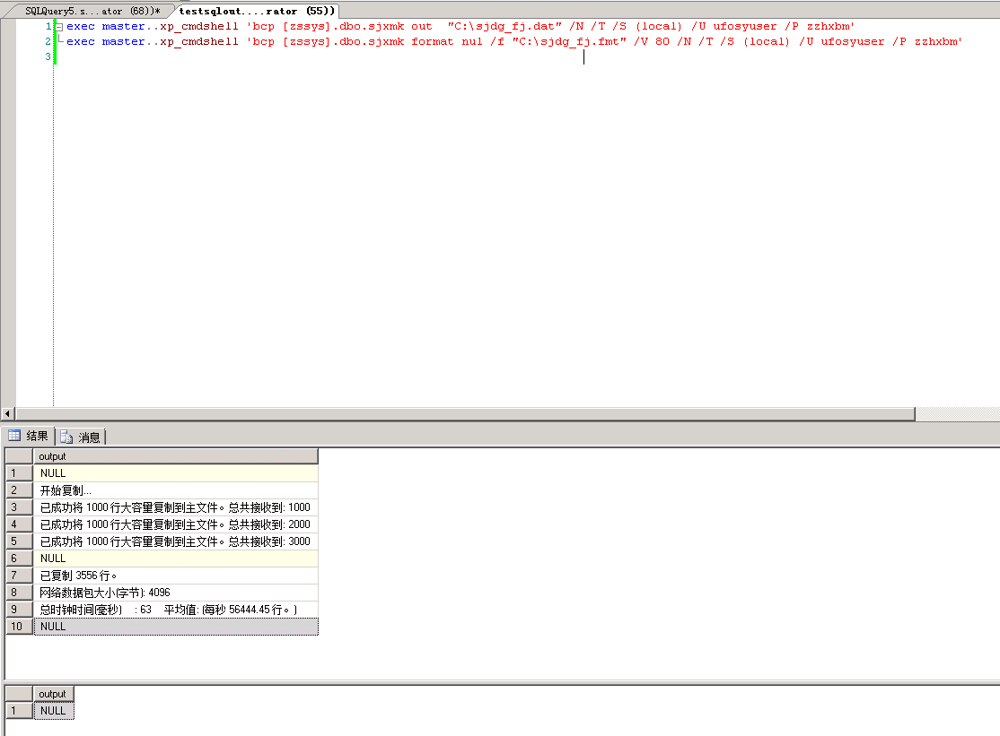 SQLQuery5.s...ator (68))*
testsqlout....rator (55))
1 exec master..xp_cmdshell 'bcp [zssys].dbo.sjxmk out  "C:\sjdg_fj.dat" /N /T /S (local) /U ufosyuser /P zzhxbm'
2 exec master..xp_cmdshell 'bcp [zssys].dbo.sjxmk format nul /f "C:\sjdg_fj.fmt" /V 80 /N /T /S (local) /U ufosyuser /P zzhxbm'
3
结果 消息
output
1 NULL
2 开始复制...
3 已成功将 1000 行大容量复制到主文件。总共接收到: 1000
4 已成功将 1000 行大容量复制到主文件。总共接收到: 2000
5 已成功将 1000 行大容量复制到主文件。总共接收到: 3000
6 NULL
7 已复制 3556 行。
8 网络数据包大小(字节): 4096
9 总时钟时间(毫秒)    : 63    平均值: (每秒 56444.45 行。)
10 NULL
output
1 NULL